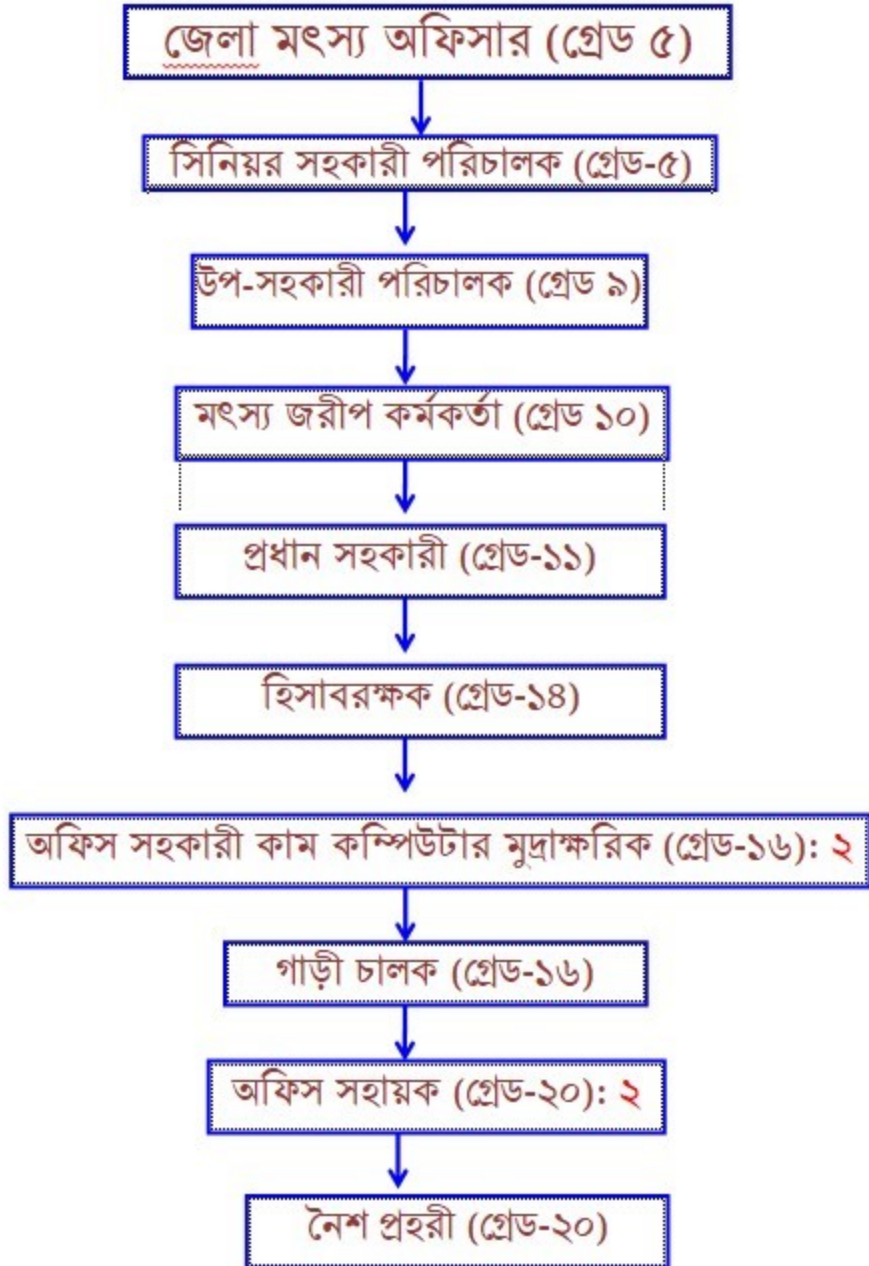 জেলা মৎস্য অফিসার (গ্রেড ৫)
সিনিয়র সহকারী পরিচালক (গ্রেড-৫)
উপ-সহকারী পরিচালক (গ্রেড ৯)
মৎস্য জরীপ কর্মকর্তা (গ্রেড ১০)
প্রধান সহকারী (গ্রেড-১১)
হিসাবরক্ষক (গ্রেড-১৪)
অফিস সহকারী কাম কম্পিউটার মুদ্রাক্ষরিক (গ্রেড-১৬): ২
গাড়ী চালক (গ্রেড-১৬)
অফিস সহায়ক (গ্রেড-২০): ২
নৈশ প্রহরী (গ্রেড-২০)